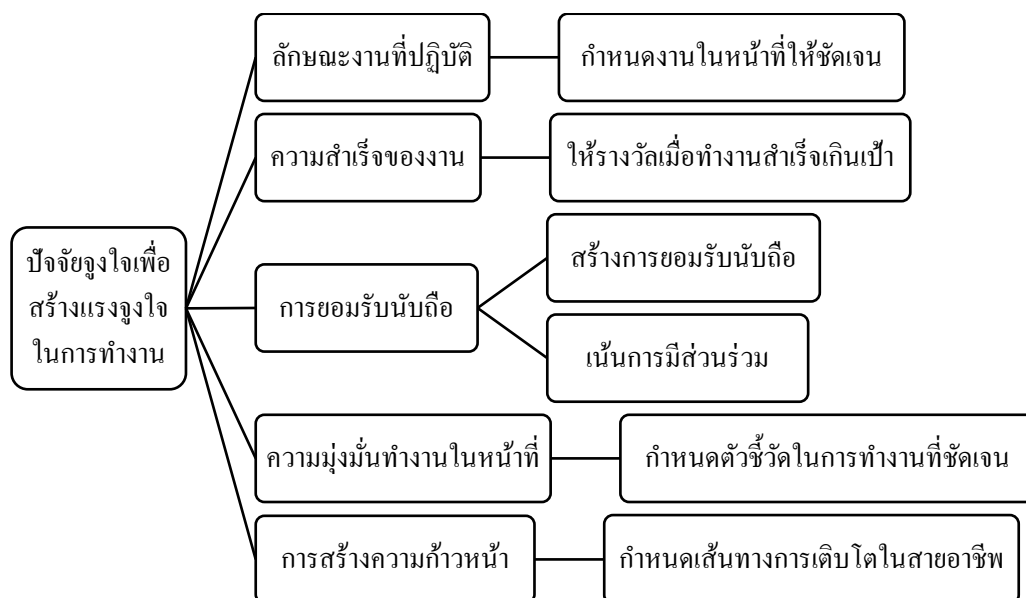 ลักษณะงานที่ปฏิบัติ
กำหนดงานในหน้าที่ให้ชัดเจน
ความสำเร็จของงาน
ให้รางวัลเมื่อทำงานสำเร็จเกินเป้า
ปัจจัยจูงใจเพื่อ
สร้างแรงจูงใจ
ในการทำงาน
การยอมรับนับถือ
สร้างการยอมรับนับถือ
เน้นการมีส่วนร่วม
ความมุ่งมั่นทำงานในหน้าที่
กำหนดตัวชี้วัดในการทำงานที่ชัดเจน
การสร้างความก้าวหน้า
กำหนดเส้นทางการเติบโตในสายอาชีพ